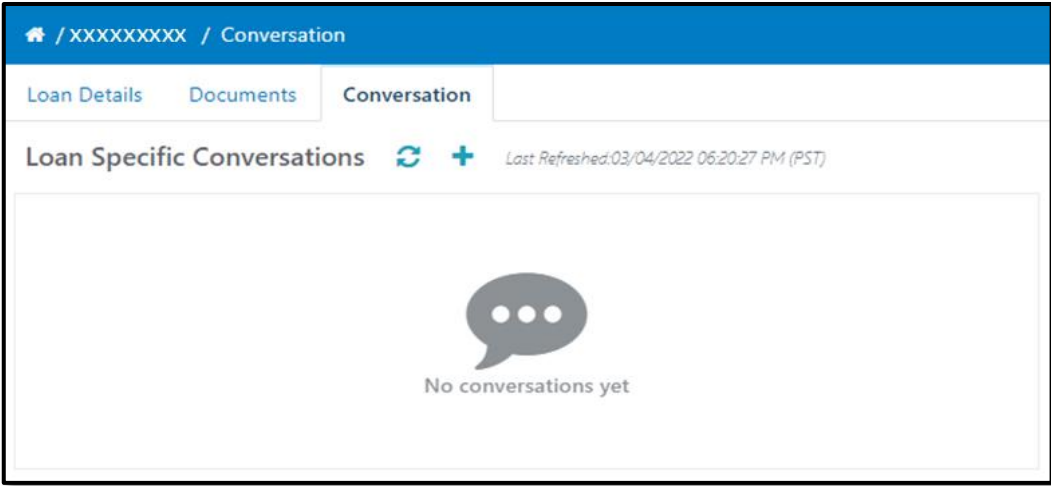 / XXXXXXXXX / Conversation
Loan Details Documents Conversation
Loan Specific Conversations Last Refreshed:03/04/2022 06:20:27 PM (PST)
No conversations yet